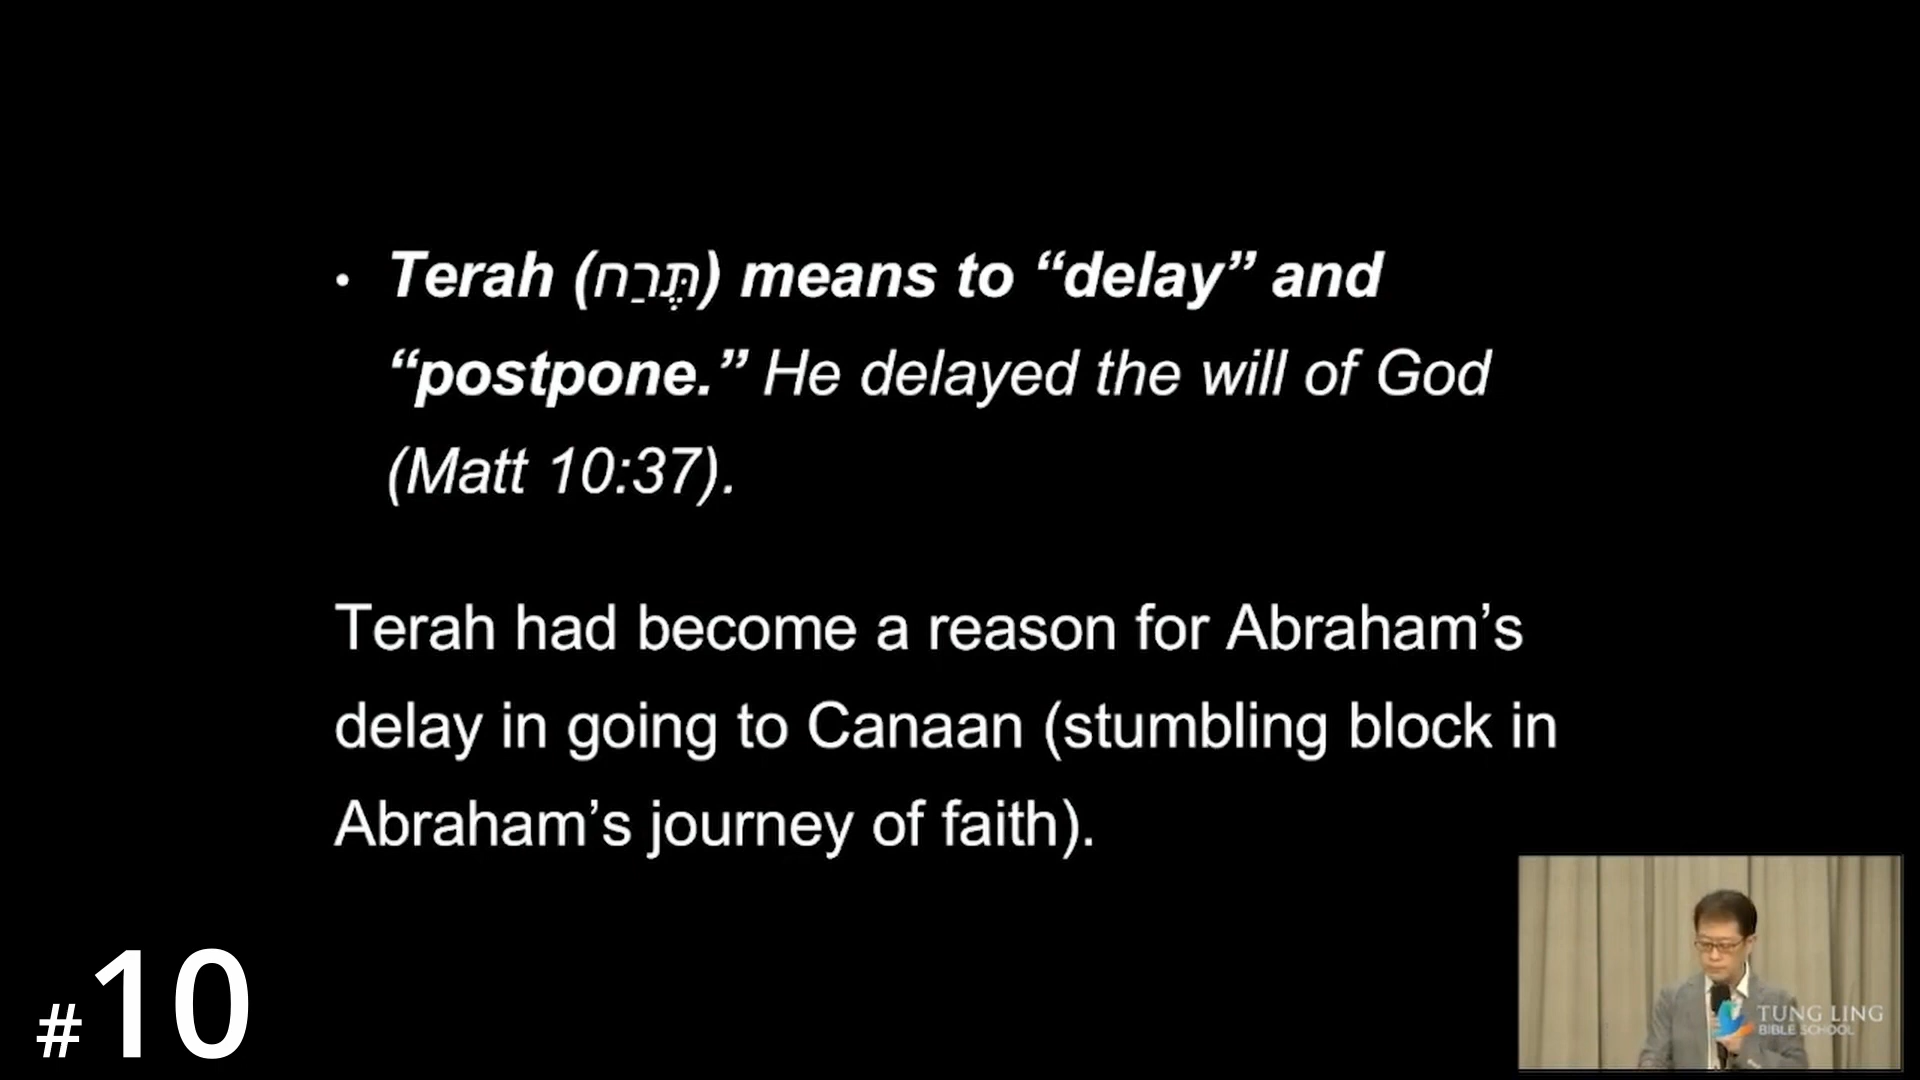 • Terah (תֶּרַח) means to “delay” and
“postpone.” He delayed the will of God
(Matt 10:37).
Terah had become a reason for Abraham’s
delay in going to Canaan (stumbling block in
Abraham’s journey of faith).
#10
TUNG LING
BIBLE SCHOOL